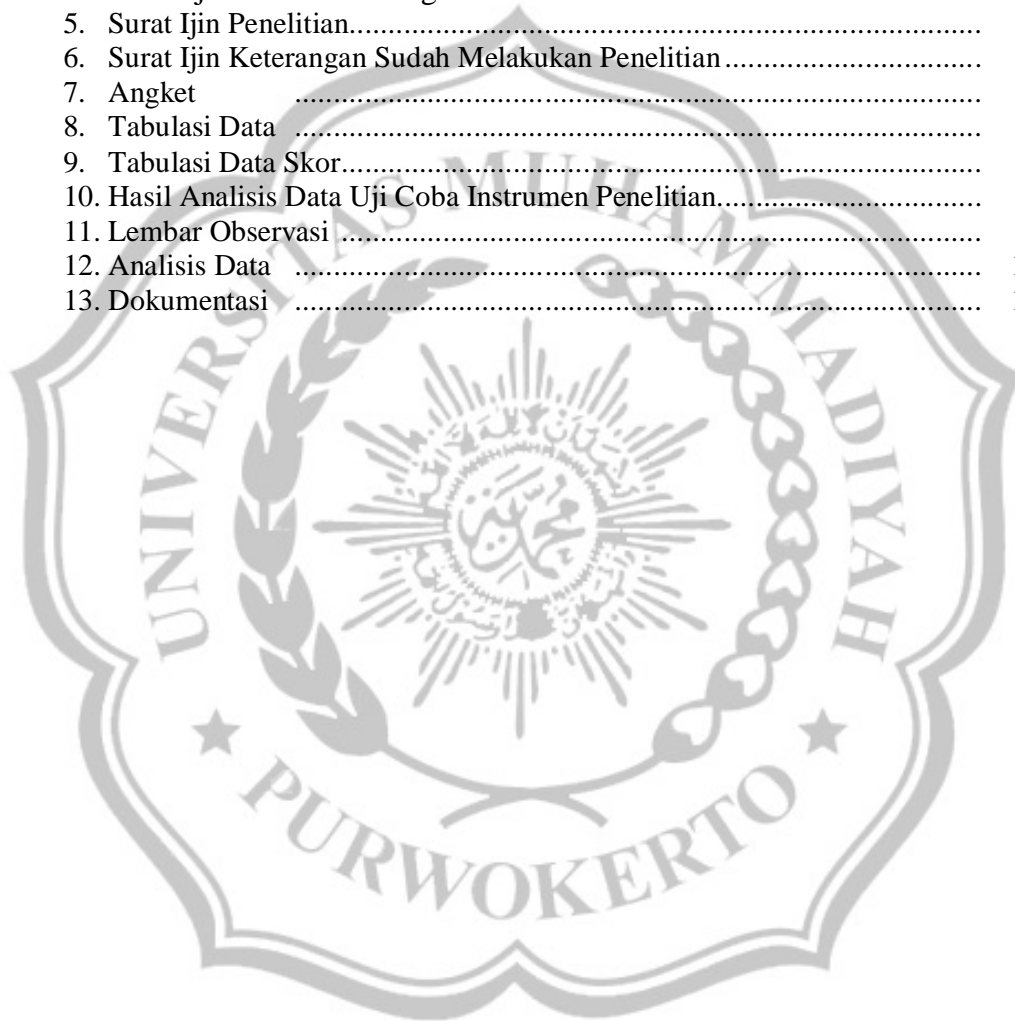 5. Surat Ijin Penelitian................................................................................
6. Surat Ijin Keterangan Sudah Melakukan Penelitian................................
7. Angket .......................................................................................
8. Tabulasi Data .......................................................................................
9. Tabulasi Data Skor.................................................................................
10. Hasil Analisis Data Uji Coba Instrumen Penelitian.................................
11. Lembar Observasi .................................................................................
12. Analisis Data .......................................................................................
13. Dokumentasi .......................................................................................
UNIVERSITAS MUHAMMADIYAH
PURWOKERTO